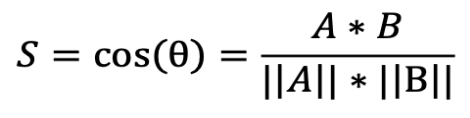 S = cos(θ) = A * B / ||A|| * ||B||